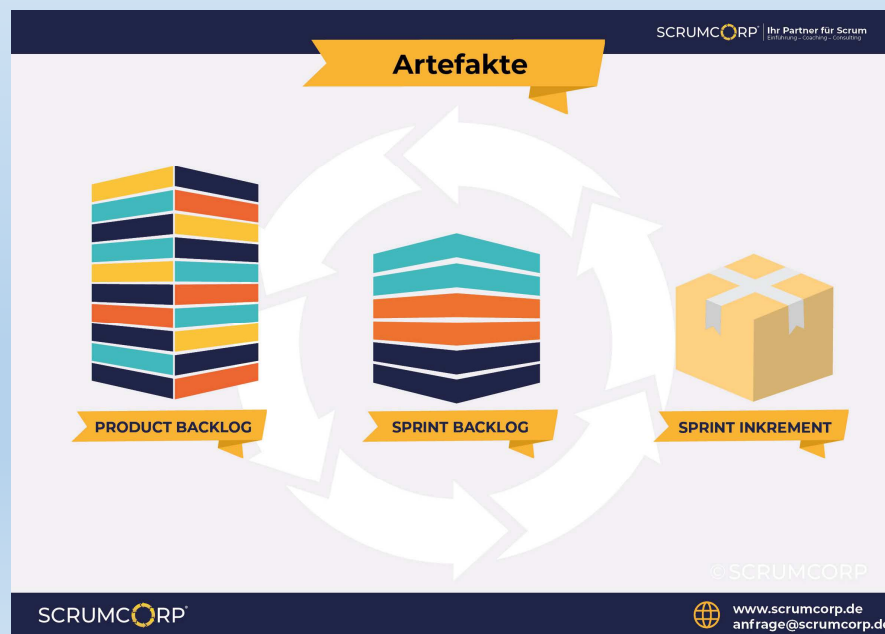 SCRUMCORP® Ihr Partner für Scrum
Einführung – Coaching – Consulting
Artefakte
PRODUCT BACKLOG
SPRINT BACKLOG
SPRINT INKREMENT
©SCRUMCORP
SCRUMCORP®
www.scrumcorp.de
anfrage@scrumcorp.de